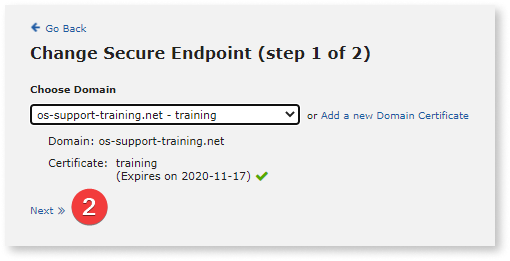 Go Back
Change Secure Endpoint (step 1 of 2)
Choose Domain
os-support-training.net - training or Add a new Domain Certificate
Domain: os-support-training.net
Certificate: training
(Expires on 2020-11-17)
Next » 2